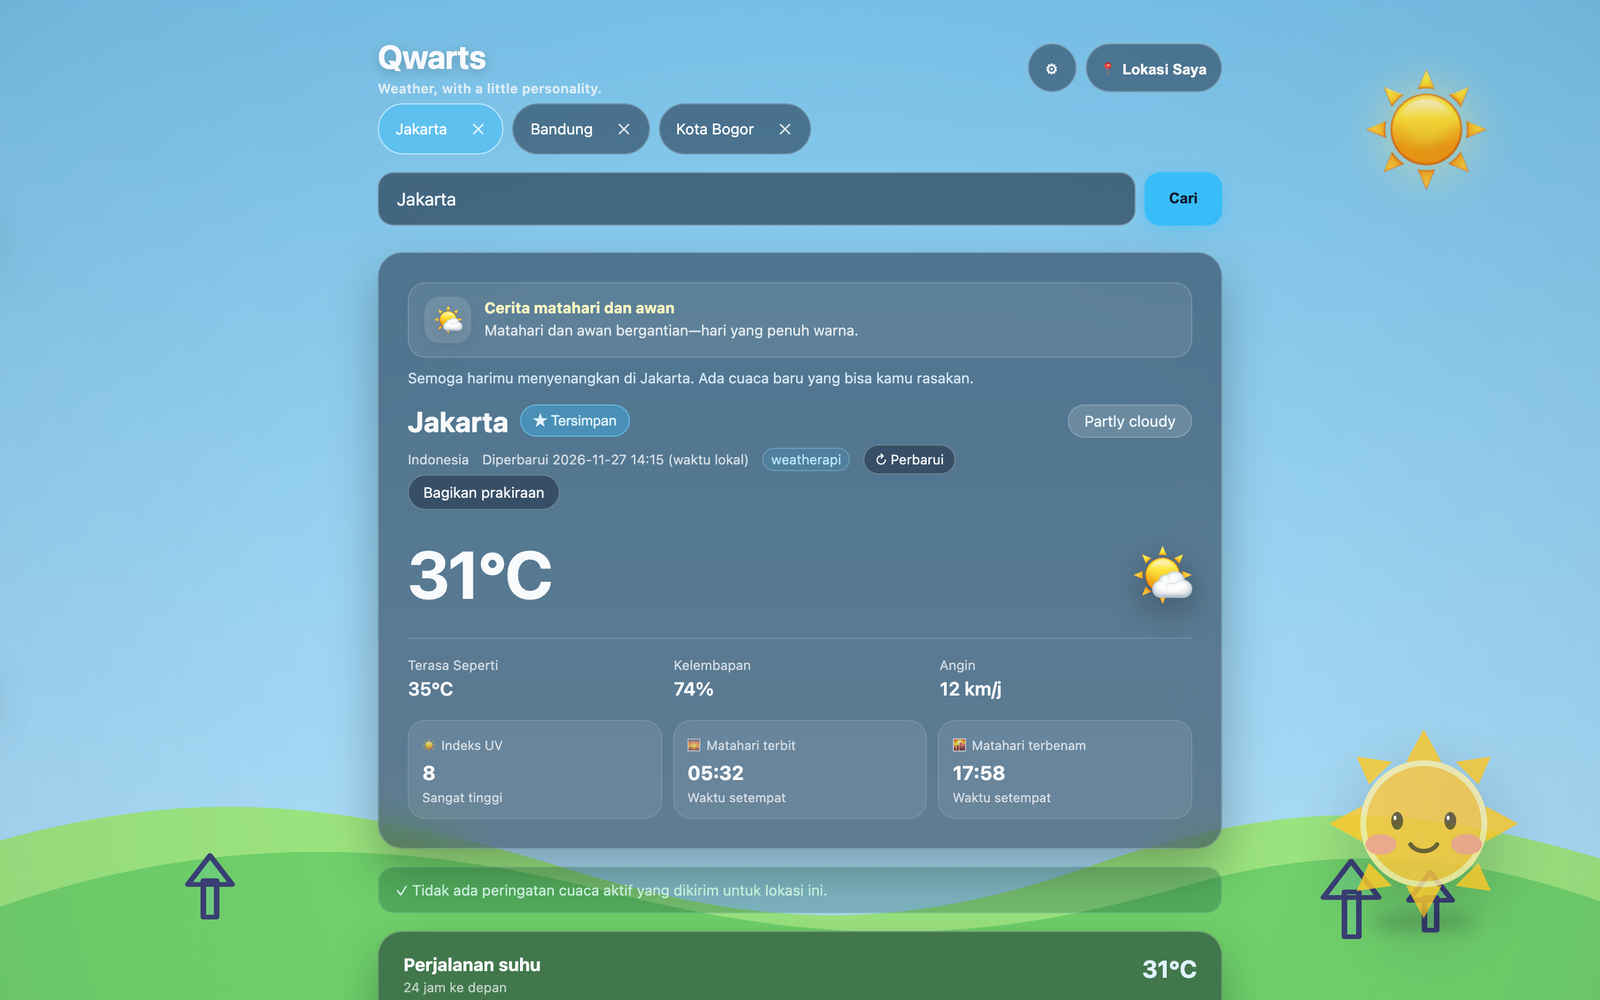 Qwarts
Weather, with a little personality.
⚙
📍 Lokasi Saya
Jakarta ×
Bandung ×
Kota Bogor ×
Jakarta
Cari
Cerita matahari dan awan
Matahari dan awan bergantian—hari yang penuh warna.
Semoga harimu menyenangkan di Jakarta. Ada cuaca baru yang bisa kamu rasakan.
Jakarta
★ Tersimpan
Partly cloudy
Indonesia
Diperbarui 2026-11-27 14:15 (waktu lokal)
weatherapi
↻ Perbarui
Bagikan prakiraan
31°C
Terasa Seperti
35°C
Kelembapan
74%
Angin
12 km/j
Indeks UV
8
Sangat tinggi
Matahari terbit
05:32
Waktu setempat
Matahari terbenam
17:58
Waktu setempat
✓ Tidak ada peringatan cuaca aktif yang dikirim untuk lokasi ini.
Perjalanan suhu
24 jam ke depan
31°C